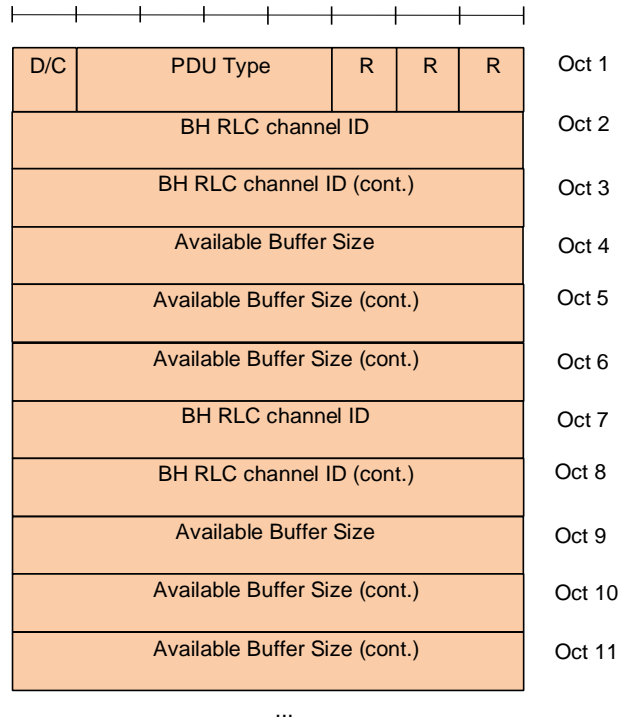 D/C PDU Type R R R Oct 1
BH RLC channel ID Oct 2
BH RLC channel ID (cont.) Oct 3
Available Buffer Size Oct 4
Available Buffer Size (cont.) Oct 5
Available Buffer Size (cont.) Oct 6
BH RLC channel ID Oct 7
BH RLC channel ID (cont.) Oct 8
Available Buffer Size Oct 9
Available Buffer Size (cont.) Oct 10
Available Buffer Size (cont.) Oct 11
...